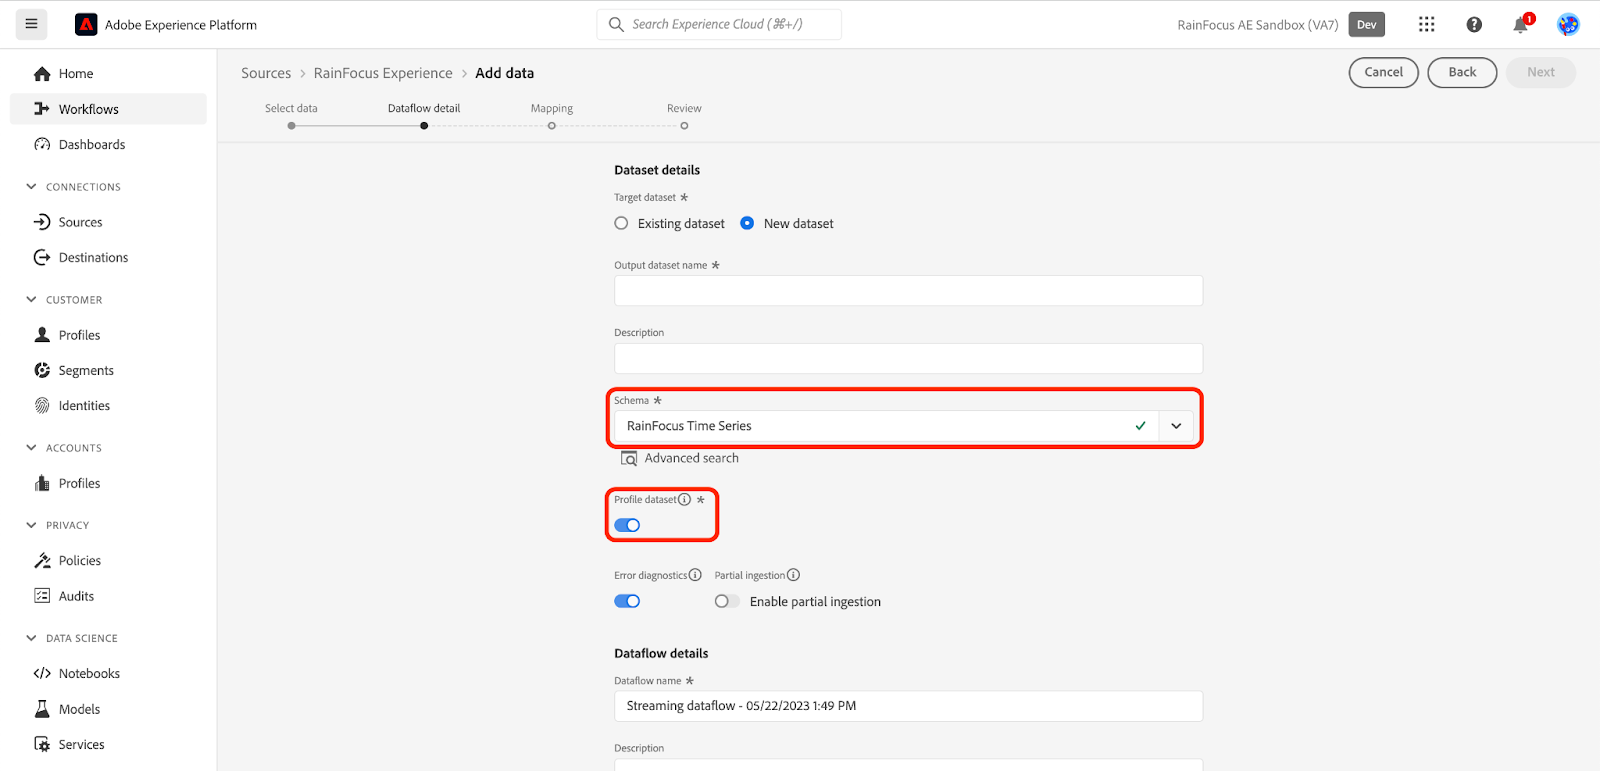 Adobe Experience Platform
Search Experience Cloud (⌘+/)
RainFocus AE Sandbox (VA7)
Dev
1
Home
Workflows
Dashboards
CONNECTIONS
Sources
Destinations
CUSTOMER
Profiles
Segments
Identities
ACCOUNTS
Profiles
PRIVACY
Policies
Audits
DATA SCIENCE
Notebooks
Models
Services
Sources > RainFocus Experience > Add data
Cancel
Back
Next
Select data
Dataflow detail
Mapping
Review
Dataset details
Target dataset *
Existing dataset
New dataset
Output dataset name *
Description
Schema *
RainFocus Time Series
Advanced search
Profile dataset *
Error diagnostics
Partial ingestion
Enable partial ingestion
Dataflow details
Dataflow name *
Streaming dataflow - 05/22/2023 1:49 PM
Description